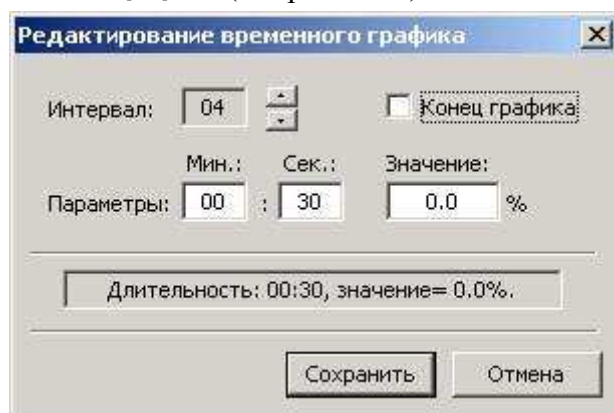 Редактирование временного графика
Интервал: 04 Конец графика
Мин.: Сек.: Значение:
Параметры: 00 : 30 0.0 %
Длительность: 00:30, значение= 0.0%.
Сохранить Отмена